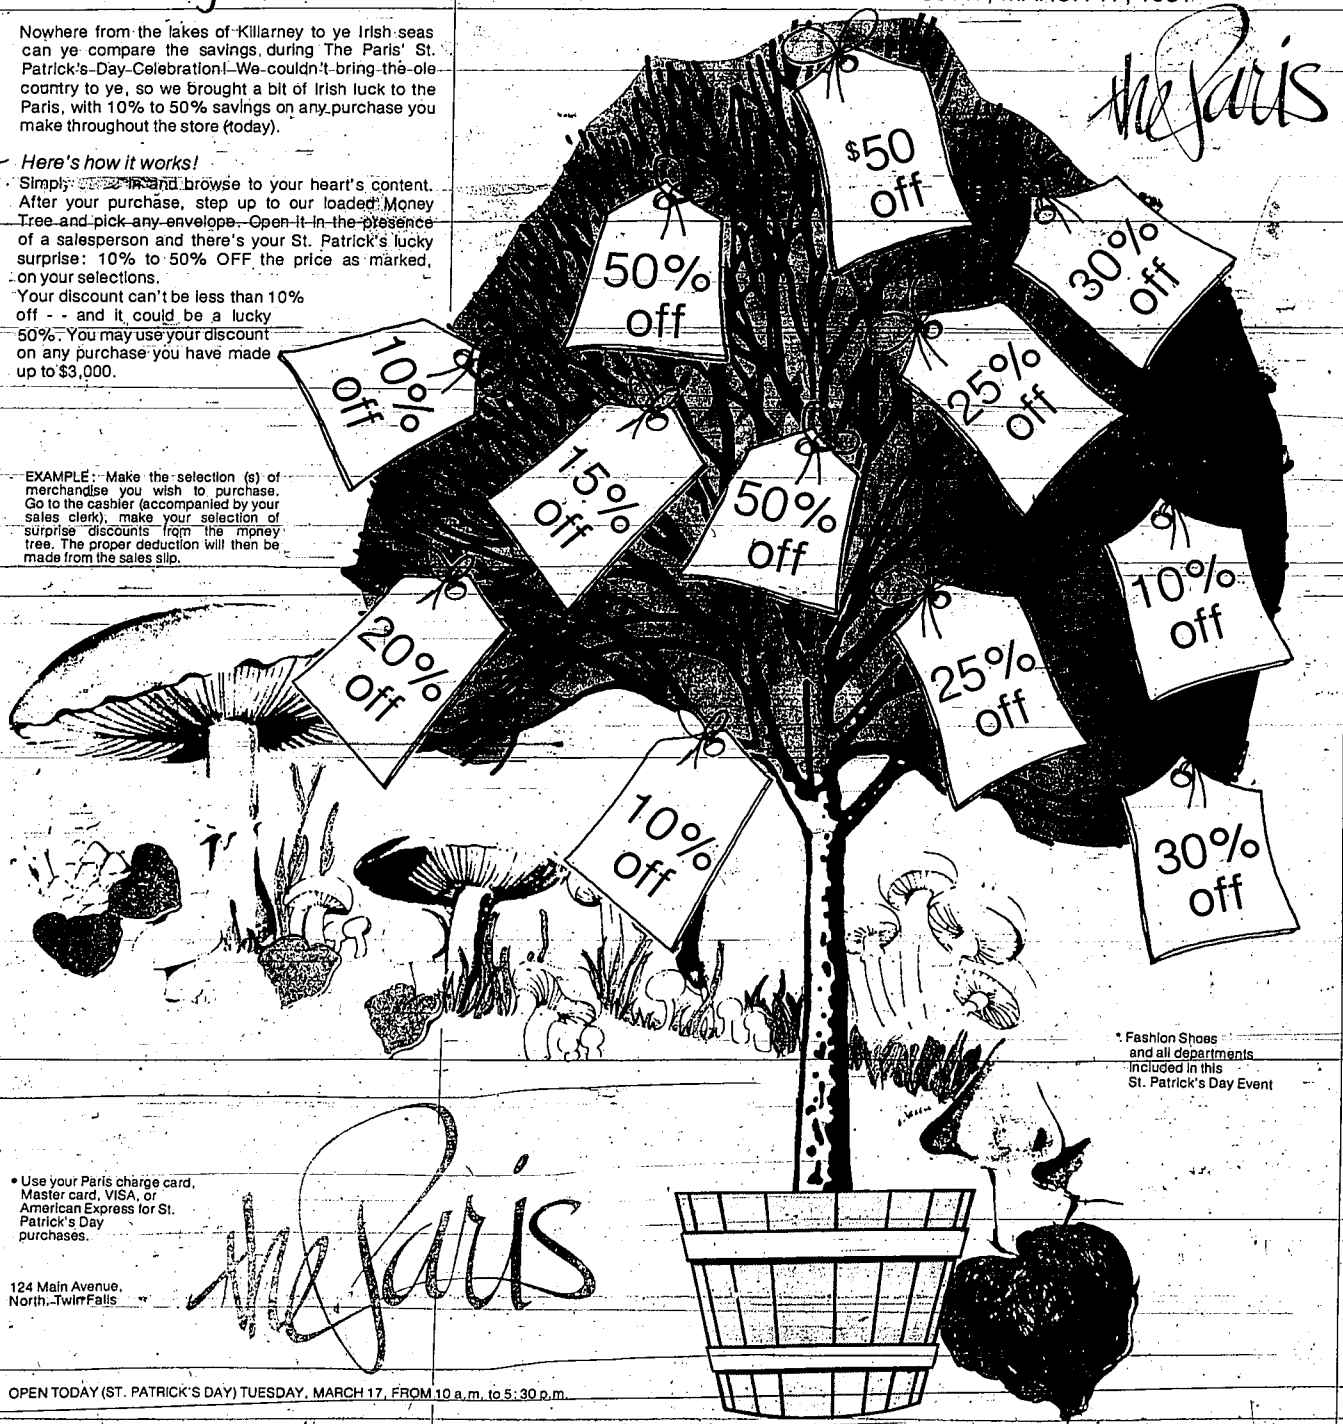 the Paris
Nowhere from the lakes of Killarney to ye Irish seas
can ye compare the savings, during The Paris' St.
Patrick's Day Celebration! We couldn't bring the ole
country to ye, so we brought a bit of Irish luck to the
Paris, with 10% to 50% savings on any purchase you
make throughout the store (today).
Here's how it works!
Simply and browse to your heart's content.
After your purchase, step up to our loaded Money
Tree and pick any envelope. Open it in the presence
of a salesperson and there's your St. Patrick's lucky
surprise: 10% to 50% OFF the price as marked,
on your selections.
Your discount can't be less than 10%
off - - and it could be a lucky
50%. You may use your discount
on any purchase you have made
up to $3,000.
EXAMPLE: Make the selection (s) of
merchandise you wish to purchase.
Go to the cashier (accompanied by your
sales clerk), make your selection of
surprise discounts from the money
tree. The proper deduction will then be
made from the sales slip.
$50
off
50%
off
30%
off
10%
off
25%
off
15%
off
50%
off
10%
off
20%
off
25%
off
10%
off
30%
off
* Fashion Shoes
and all departments
included in this
St. Patrick's Day Event
• Use your Paris charge card,
Master card, VISA, or
American Express for St.
Patrick's Day
purchases.
124 Main Avenue,
North, Twin Falls
the Paris
OPEN TODAY (ST. PATRICK'S DAY) TUESDAY, MARCH 17, FROM 10 a.m. to 5:30 p.m.